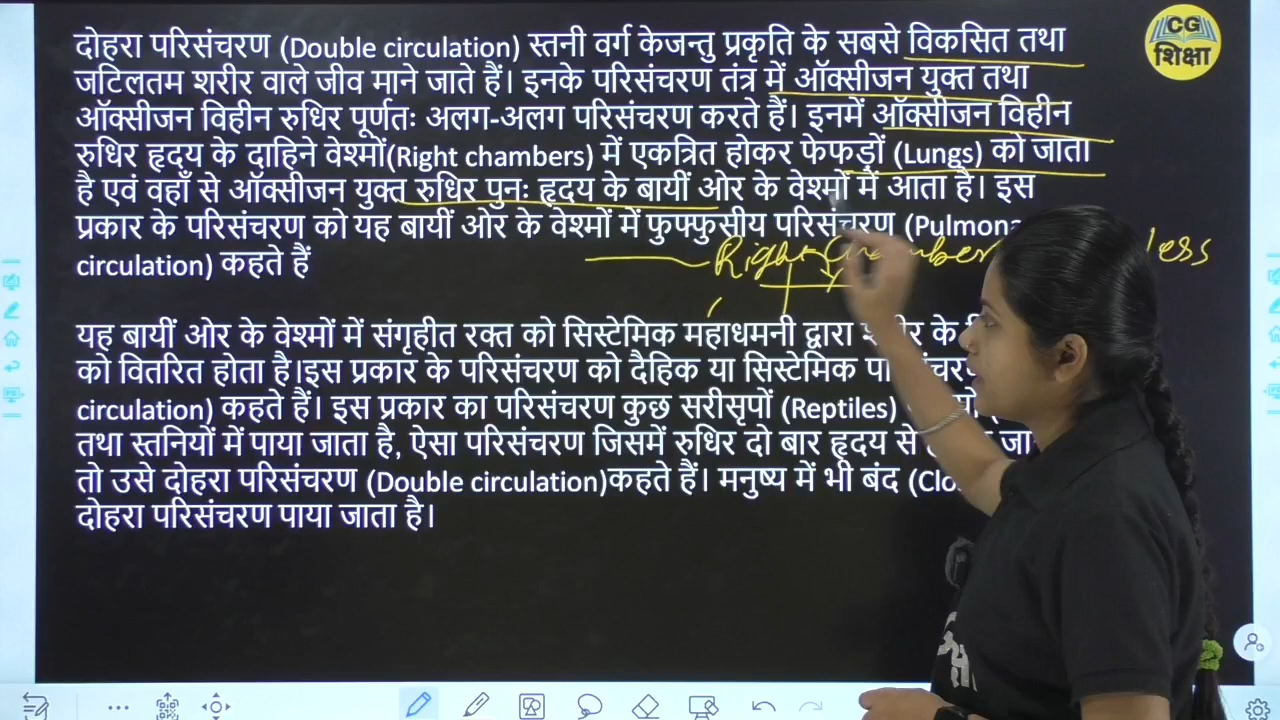 CG
शिक्षा
दोहरा परिसंचरण (Double circulation) स्तनी वर्ग केजन्तु प्रकृति के सबसे विकसित तथा
जटिलतम शरीर वाले जीव माने जाते हैं। इनके परिसंचरण तंत्र में ऑक्सीजन युक्त तथा
ऑक्सीजन विहीन रुधिर पूर्णतः अलग-अलग परिसंचरण करते हैं। इनमें ऑक्सीजन विहीन
रुधिर हृदय के दाहिने वेश्मों(Right chambers) में एकत्रित होकर फेफड़ों (Lungs) को जाता
है एवं वहाँ से ऑक्सीजन युक्त रुधिर पुनः हृदय के बायीं ओर के वेश्मों में आता है। इस
प्रकार के परिसंचरण को यह बायीं ओर के वेश्मों में फुफ्फुसीय परिसंचरण (Pulmona
Right Chamber less
circulation) कहते हैं
यह बायीं ओर के वेश्मों में संगृहीत रक्त को सिस्टेमिक महाधमनी द्वारा के
को वितरित होता है।इस प्रकार के परिसंचरण को दैहिक या सिस्टेमिक
circulation) कहते हैं। इस प्रकार का परिसंचरण कुछ सरीसृपों (Reptiles)
तथा स्तनियों में पाया जाता है, ऐसा परिसंचरण जिसमें रुधिर दो बार हृदय से
तो उसे दोहरा परिसंचरण (Double circulation)कहते हैं। मनुष्य में भी बंद (Clo
दोहरा परिसंचरण पाया जाता है।